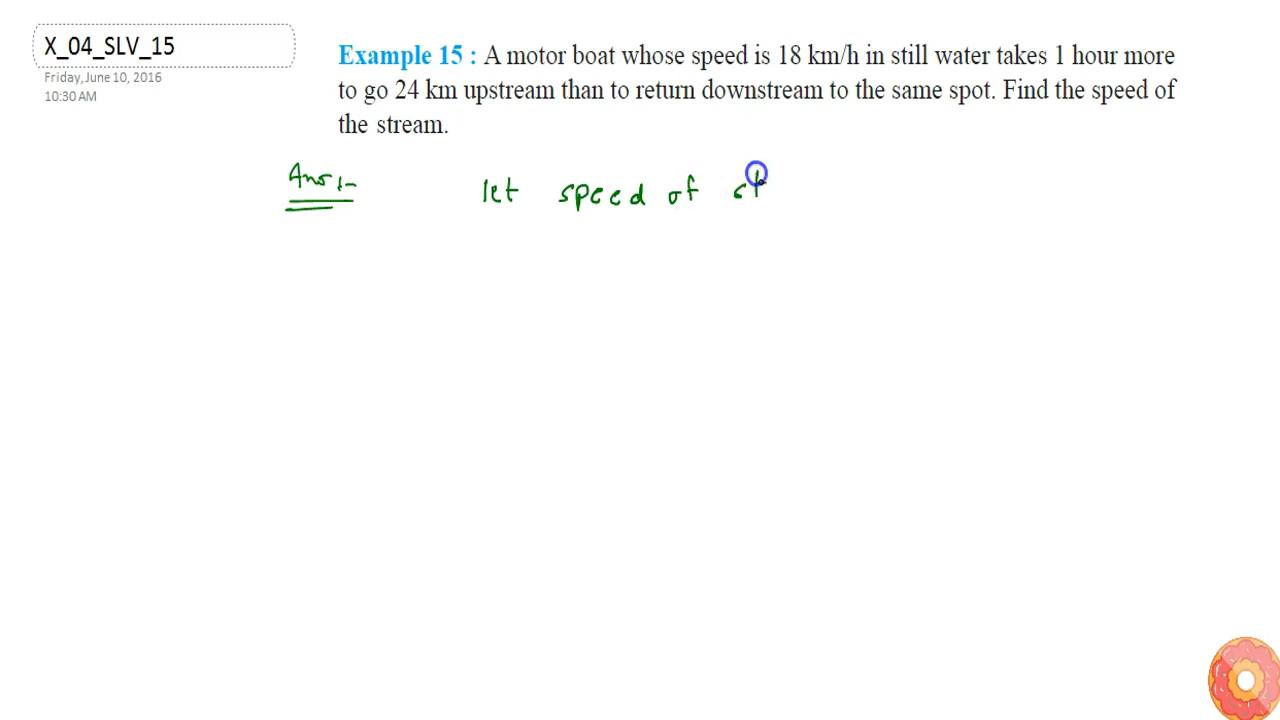 X_04_SLV_15
Friday, June 10, 2016
10:30 AM
Example 15 : A motor boat whose speed is 18 km/h in still water takes 1 hour more
to go 24 km upstream than to return downstream to the same spot. Find the speed of
the stream.
Ans :- let speed of st